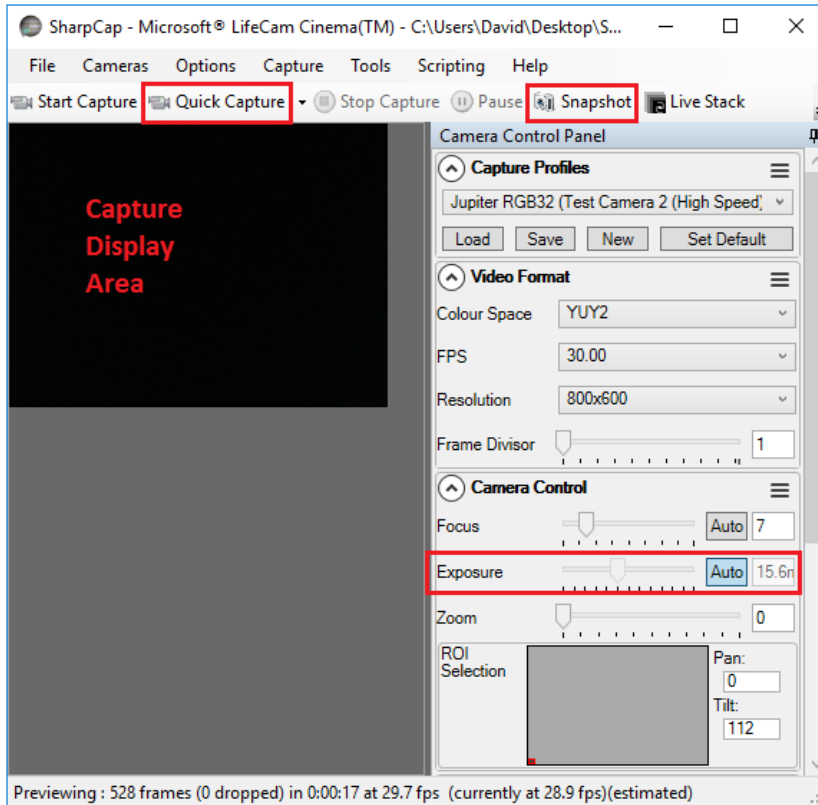 SharpCap - Microsoft® LifeCam Cinema(TM) - C:\Users\David\Desktop\S...
File Cameras Options Capture Tools Scripting Help
Start Capture Quick Capture Stop Capture Pause Snapshot Live Stack
Capture
Display
Area
Camera Control Panel
Capture Profiles
Jupiter RGB32 (Test Camera 2 (High Speed)
Load Save New Set Default
Video Format
Colour Space YUY2
FPS 30.00
Resolution 800x600
Frame Divisor 1
Camera Control
Focus Auto 7
Exposure Auto 15.6m
Zoom 0
ROI
Selection
Pan:
0
Tilt:
112
Previewing : 528 frames (0 dropped) in 0:00:17 at 29.7 fps (currently at 28.9 fps)(estimated)